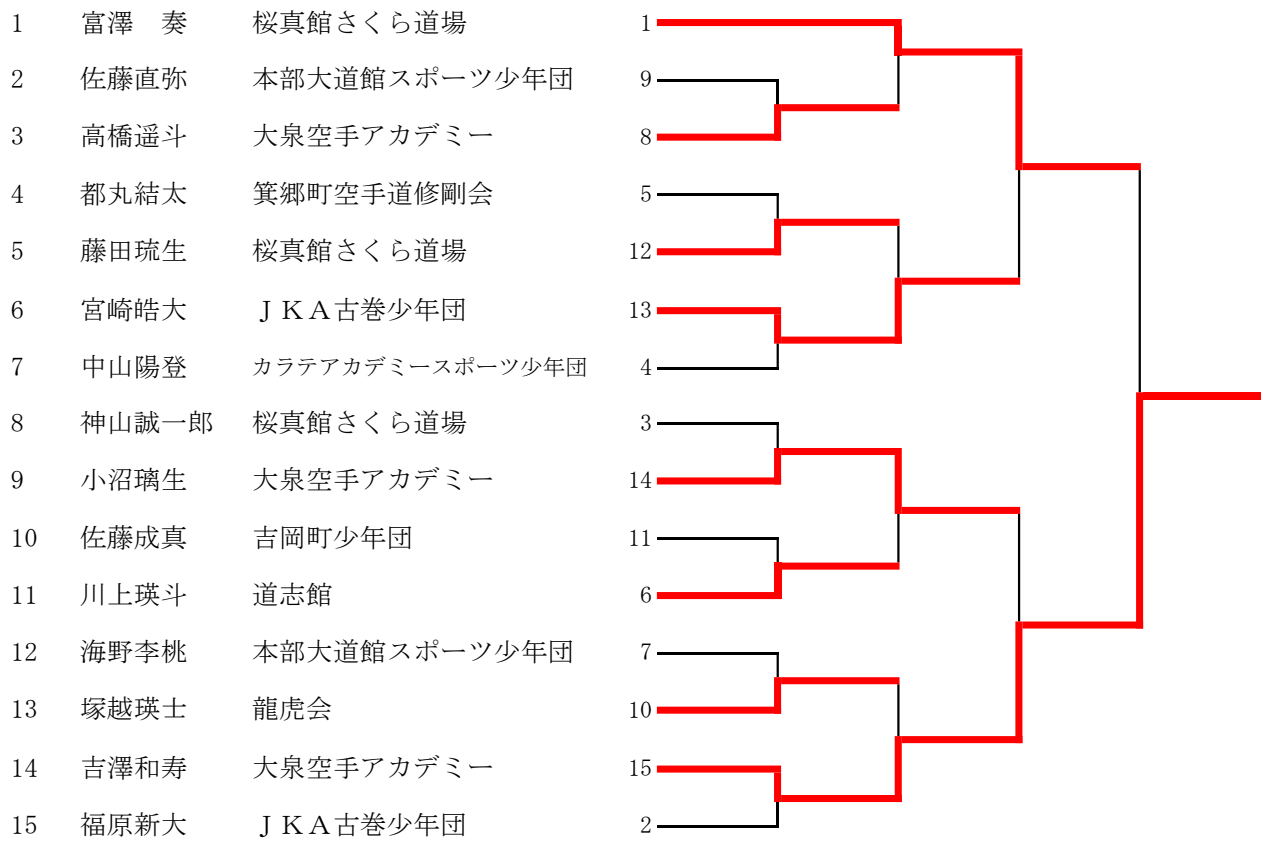 1 富澤　奏 桜真館さくら道場 1
2 佐藤直弥 本部大道館スポーツ少年団 9
3 高橋遥斗 大泉空手アカデミー 8
4 都丸結太 箕郷町空手道修剛会 5
5 藤田琉生 桜真館さくら道場 12
6 宮崎皓大 ＪＫＡ古巻少年団 13
7 中山陽登 カラテアカデミースポーツ少年団 4
8 神山誠一郎 桜真館さくら道場 3
9 小沼璃生 大泉空手アカデミー 14
10 佐藤成真 吉岡町少年団 11
11 川上瑛斗 道志館 6
12 海野李桃 本部大道館スポーツ少年団 7
13 塚越瑛士 龍虎会 10
14 吉澤和寿 大泉空手アカデミー 15
15 福原新大 ＪＫＡ古巻少年団 2